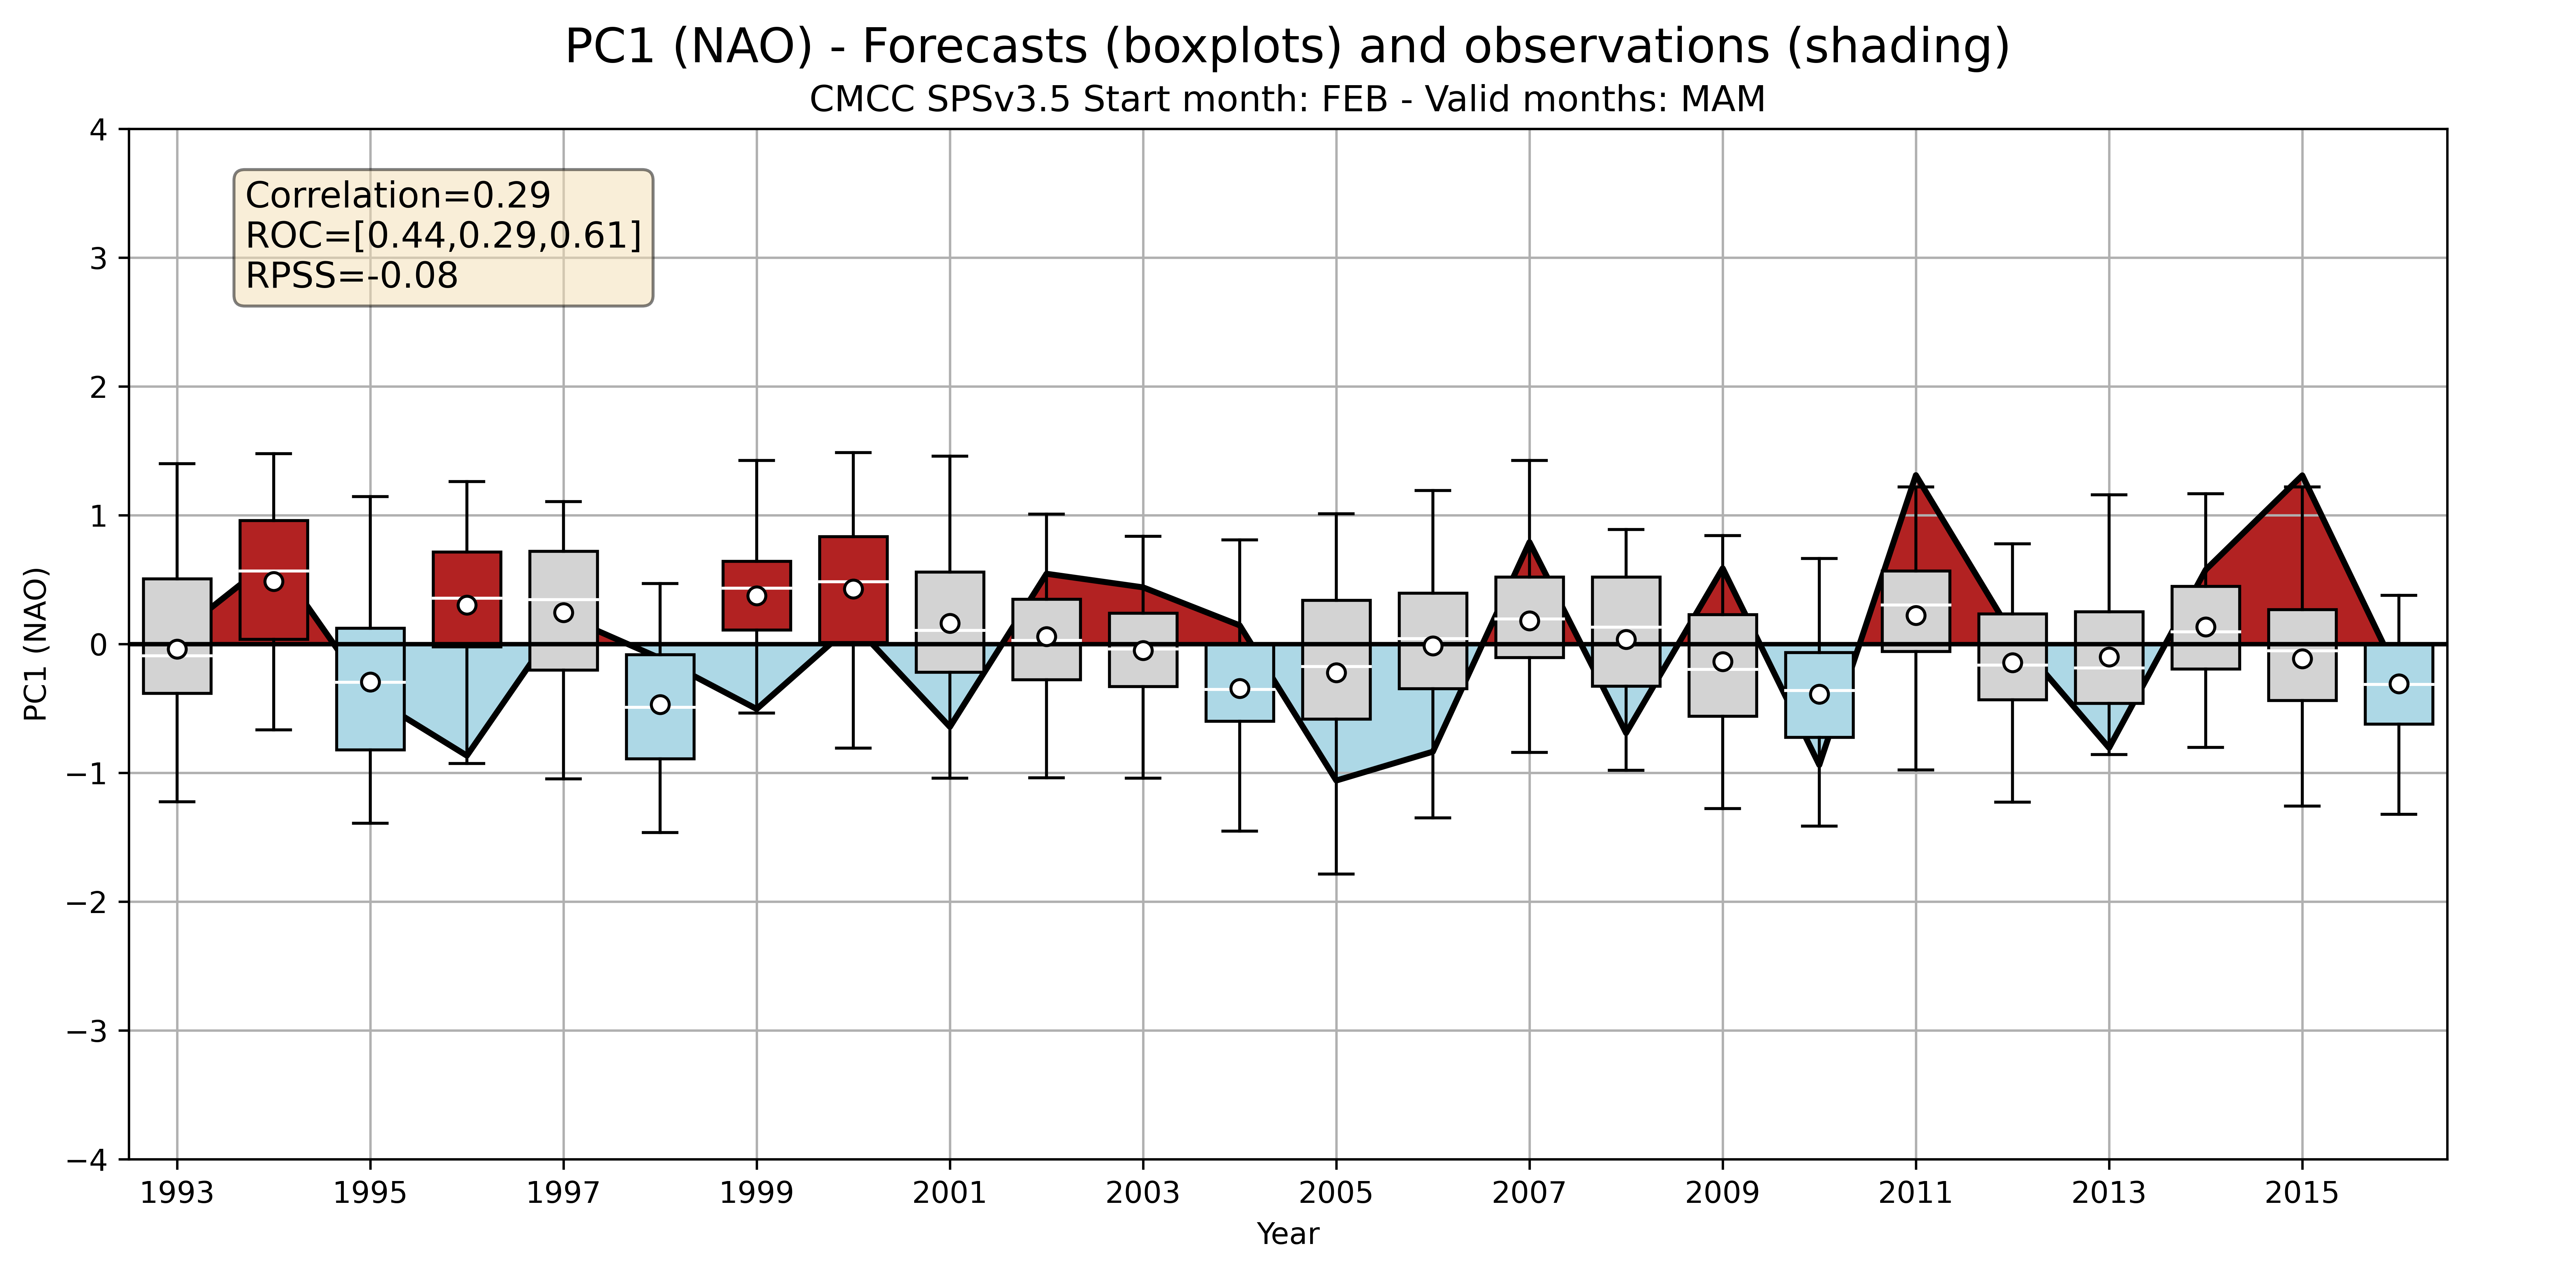 PC1 (NAO) - Forecasts (boxplots) and observations (shading)
CMCC SPSv3.5 Start month: FEB - Valid months: MAM
Correlation=0.29
ROC=[0.44,0.29,0.61]
RPSS=-0.08
PC1 (NAO)
4
3
2
1
0
−1
−2
−3
−4
1993 1995 1997 1999 2001 2003 2005 2007 2009 2011 2013 2015
Year